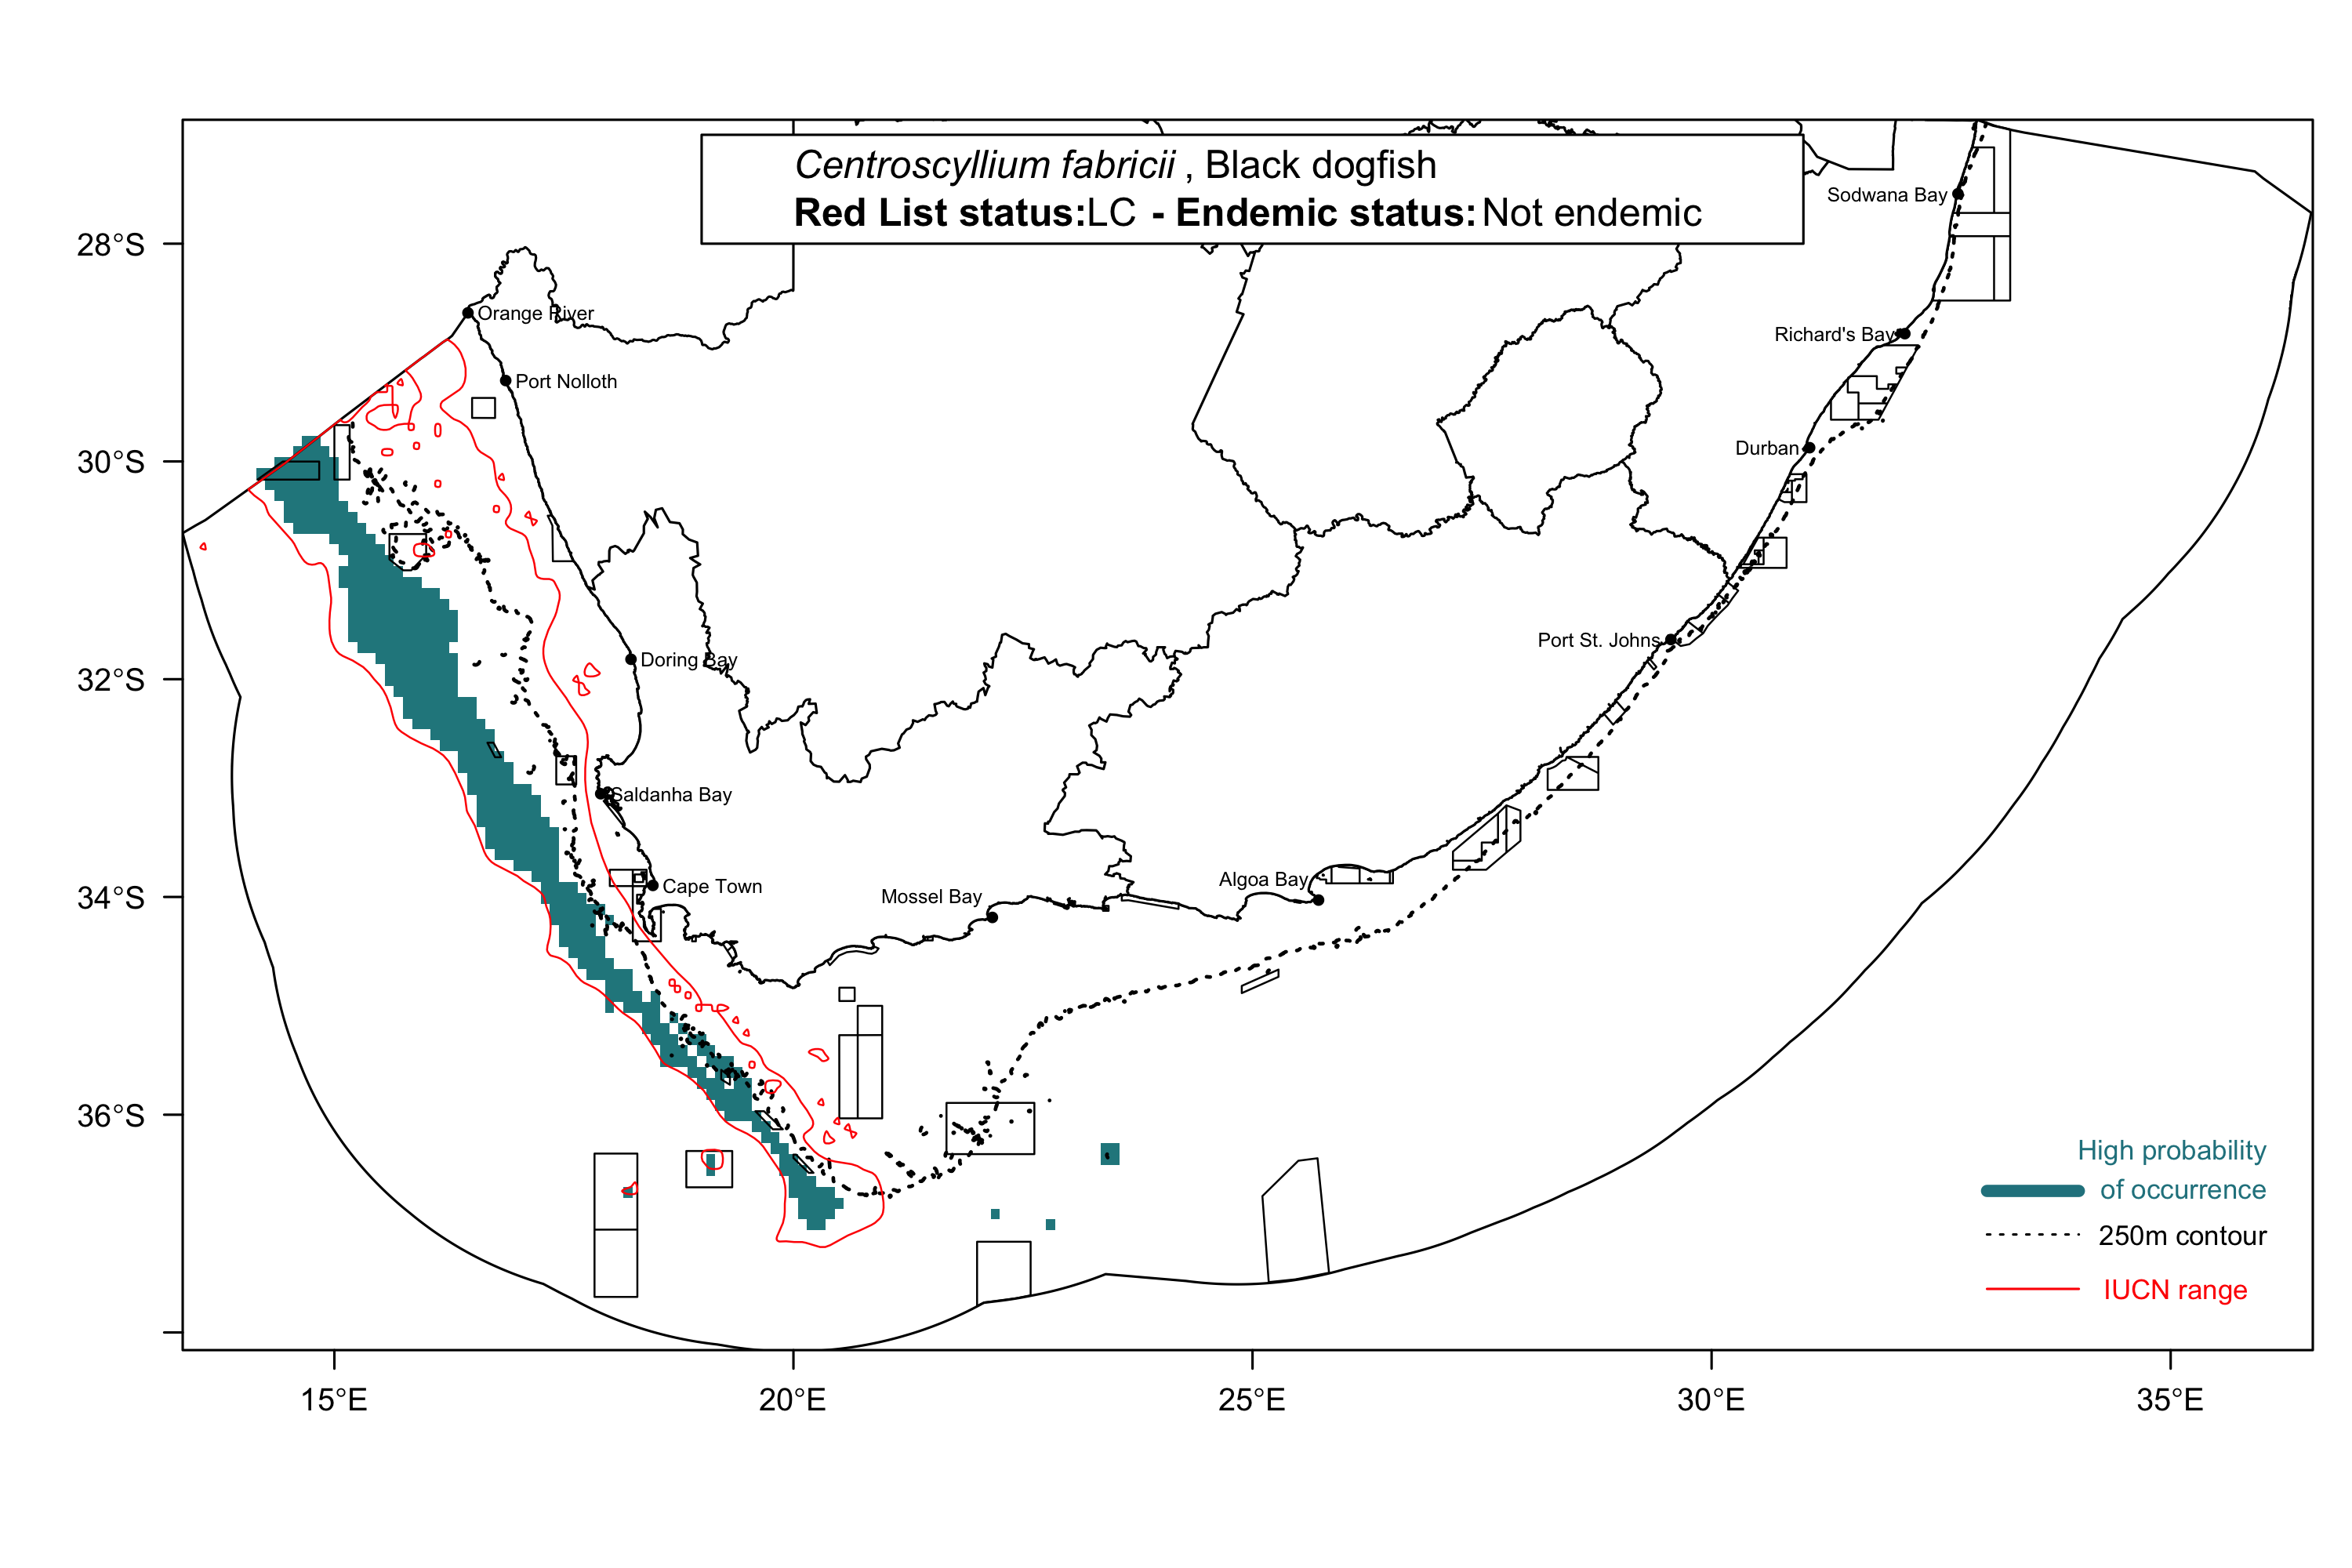 Centroscyllium fabricii , Black dogfish
Red List status:LC - Endemic status:Not endemic
Sodwana Bay
28°S
Orange River
Richard's Bay
Port Nolloth
Durban
30°S
Port St. Johns
Doring Bay
32°S
Saldanha Bay
Algoa Bay
Cape Town
Mossel Bay
34°S
36°S
High probability
of occurrence
250m contour
IUCN range
15°E
20°E
25°E
30°E
35°E